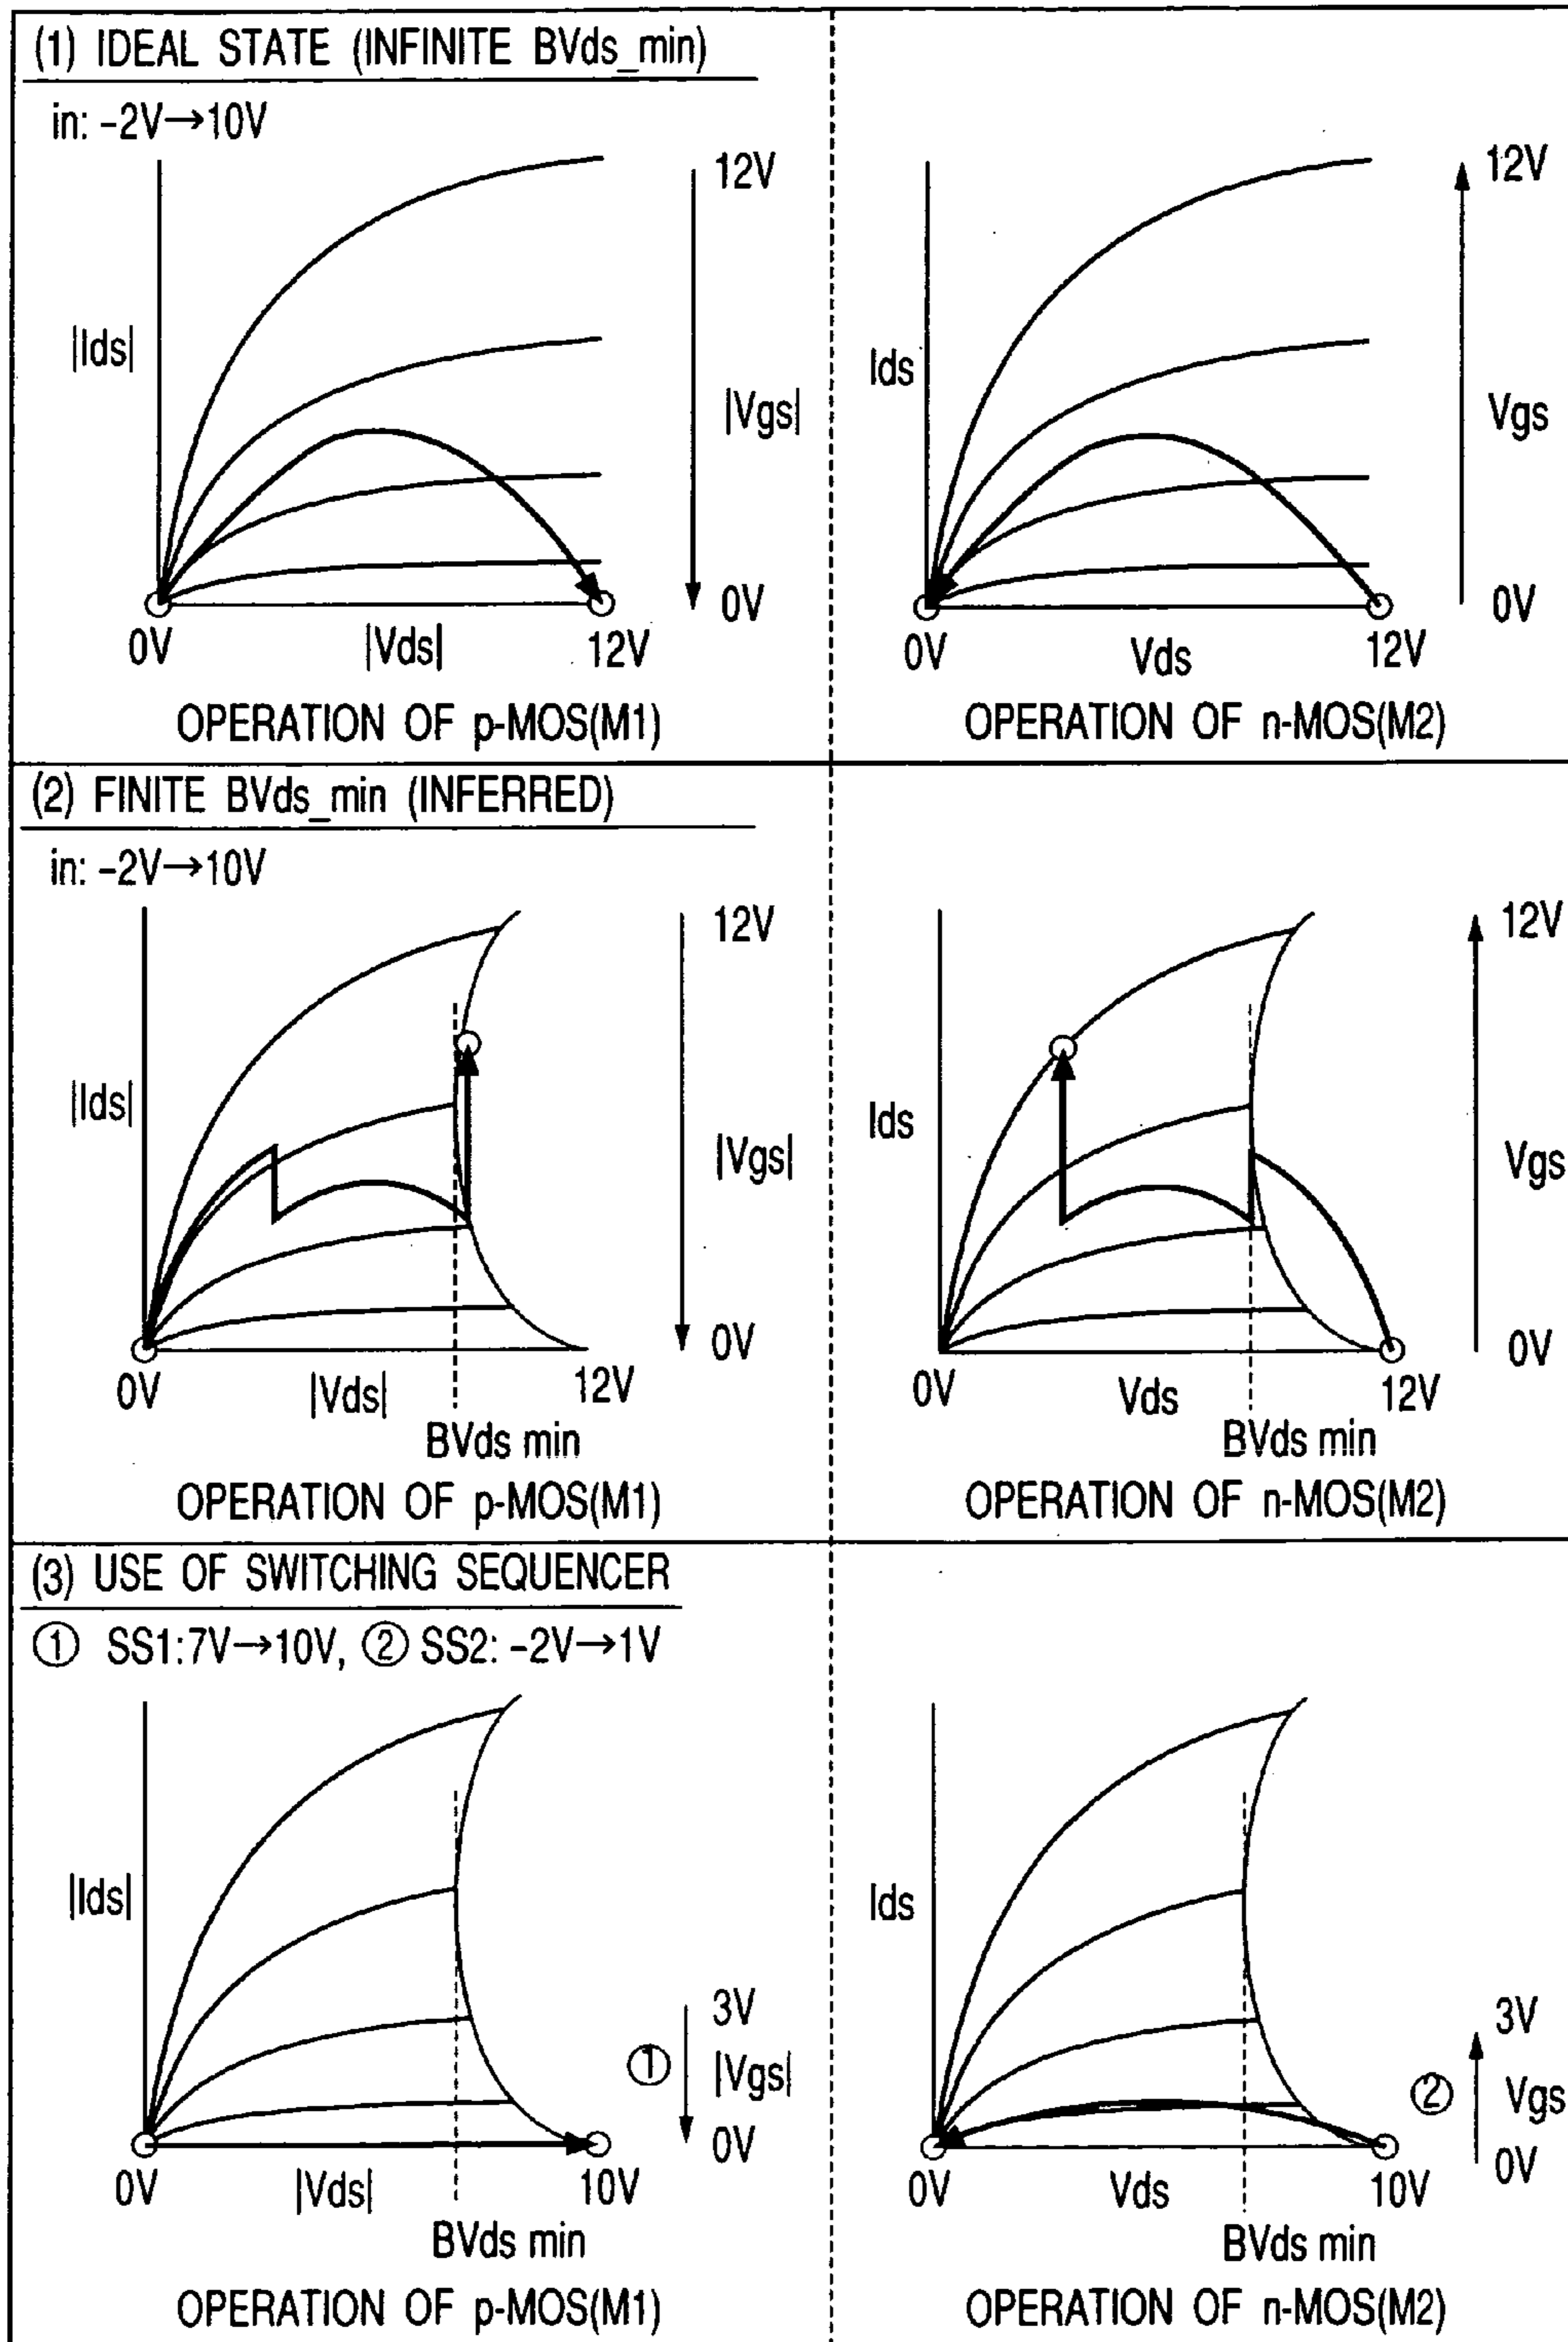 (1) IDEAL STATE (INFINITE BVds_min)
in: -2V→10V
|Ids|
12V
|Vgs|
0V
0V
|Vds|
12V
OPERATION OF p-MOS(M1)
Ids
12V
Vgs
0V
0V
Vds
12V
OPERATION OF n-MOS(M2)
(2) FINITE BVds_min (INFERRED)
in: -2V→10V
|Ids|
12V
|Vgs|
0V
0V
|Vds|
12V
BVds min
OPERATION OF p-MOS(M1)
Ids
12V
Vgs
0V
0V
Vds
12V
BVds min
OPERATION OF n-MOS(M2)
(3) USE OF SWITCHING SEQUENCER
① SS1:7V→10V, ② SS2: -2V→1V
|Ids|
3V
① |Vgs|
0V
0V
|Vds|
10V
BVds min
OPERATION OF p-MOS(M1)
Ids
3V
② Vgs
0V
0V
Vds
10V
BVds min
OPERATION OF n-MOS(M2)